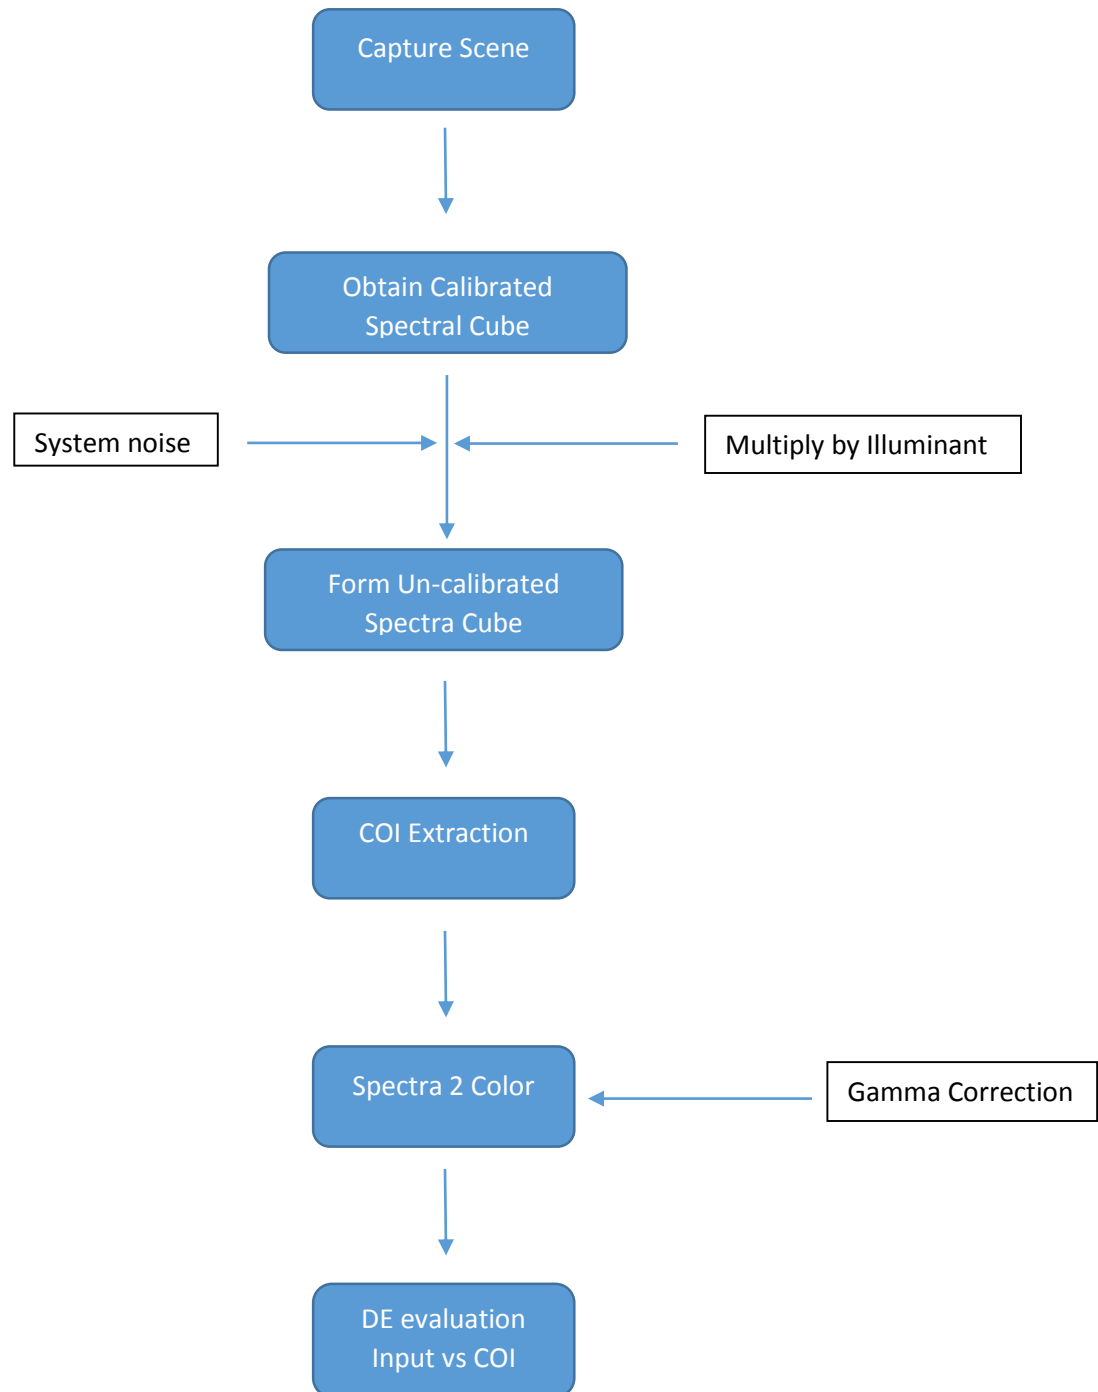 Capture Scene
Obtain Calibrated
Spectral Cube
System noise
Multiply by Illuminant
Form Un-calibrated
Spectra Cube
COI Extraction
Spectra 2 Color
Gamma Correction
DE evaluation
Input vs COI